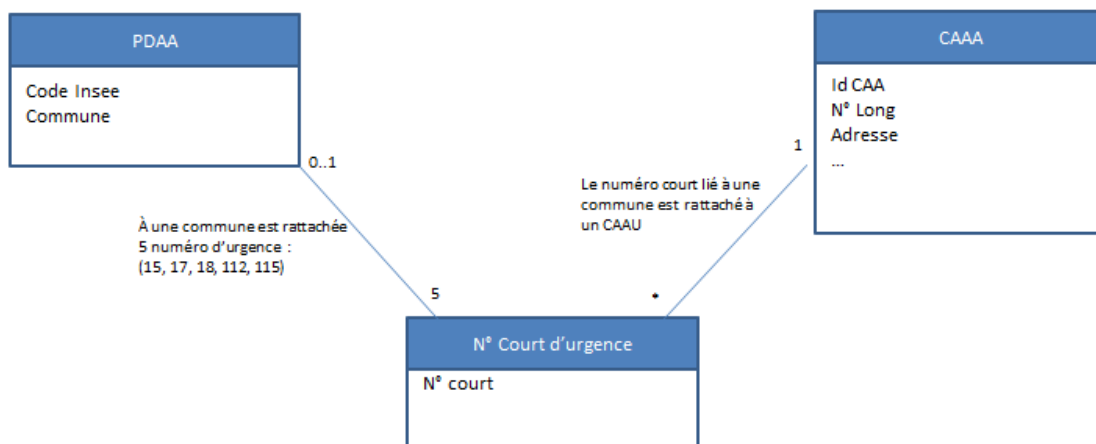 PDAA
Code Insee
Commune
0..1
À une commune est rattachée
5 numéro d'urgence :
(15, 17, 18, 112, 115)
5
CAAA
Id CAA
N° Long
Adresse
...
1
Le numéro court lié à une
commune est rattaché à
un CAAU
*
N° Court d'urgence
N° court